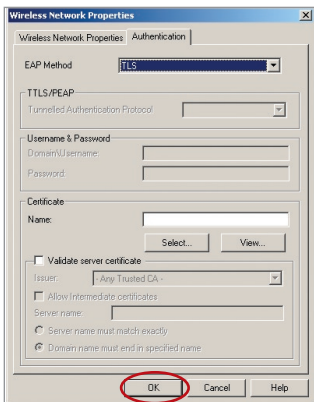 Wireless Network Properties
Wireless Network Properties Authentication
EAP Method TLS
TTLS/PEAP
Tunnelled Authentication Protocol
Username & Password
Domain\Username:
Password:
Certificate
Name:
Select... View...
Validate server certificate
Issuer: - Any Trusted CA -
Allow Intermediate certificates
Server name:
Server name must match exactly
Domain name must end in specified name
OK Cancel Help